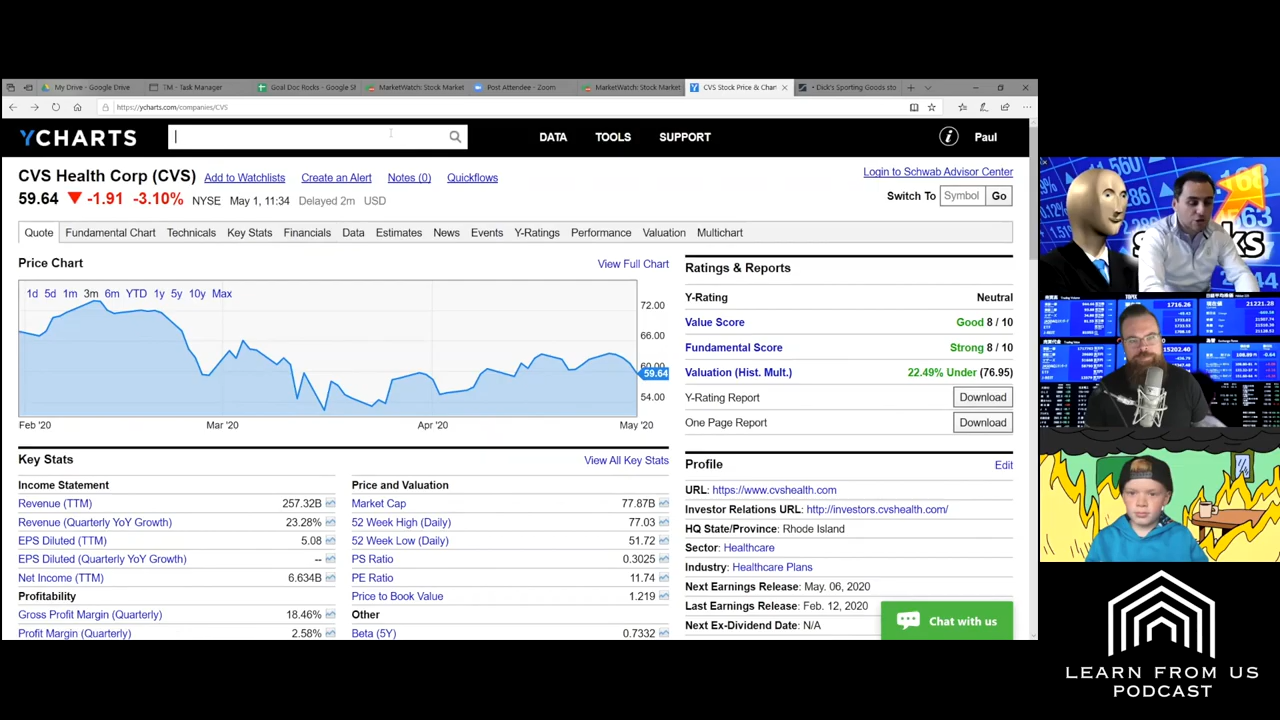 My Drive - Google Drive
TM - Task Manager
Goal Doc Rocks - Google Sl
MarketWatch: Stock Market
Post Attendee - Zoom
MarketWatch: Stock Market
CVS Stock Price & Char
Dick's Sporting Goods sto
https://ycharts.com/companies/CVS
YCHARTS
DATA TOOLS SUPPORT
i Paul
CVS Health Corp (CVS) Add to Watchlists Create an Alert Notes (0) Quickflows
Login to Schwab Advisor Center
59.64 ▼ -1.91 -3.10% NYSE May 1, 11:34 Delayed 2m USD
Switch To Symbol Go
Quote Fundamental Chart Technicals Key Stats Financials Data Estimates News Events Y-Ratings Performance Valuation Multichart
Price Chart View Full Chart
1d 5d 1m 3m 6m YTD 1y 5y 10y Max
72.00
66.00
60.00
59.64
54.00
Feb '20 Mar '20 Apr '20 May '20
Ratings & Reports
Y-Rating Neutral
Value Score Good 8 / 10
Fundamental Score Strong 8 / 10
Valuation (Hist. Mult.) 22.49% Under (76.95)
Y-Rating Report Download
One Page Report Download
Key Stats View All Key Stats
Income Statement
Revenue (TTM) 257.32B
Revenue (Quarterly YoY Growth) 23.28%
EPS Diluted (TTM) 5.08
EPS Diluted (Quarterly YoY Growth) --
Net Income (TTM) 6.634B
Profitability
Gross Profit Margin (Quarterly) 18.46%
Profit Margin (Quarterly) 2.58%
Price and Valuation
Market Cap 77.87B
52 Week High (Daily) 77.03
52 Week Low (Daily) 51.72
PS Ratio 0.3025
PE Ratio 11.74
Price to Book Value 1.219
Other
Beta (5Y) 0.7332
Profile Edit
URL: https://www.cvshealth.com
Investor Relations URL: http://investors.cvshealth.com/
HQ State/Province: Rhode Island
Sector: Healthcare
Industry: Healthcare Plans
Next Earnings Release: May. 06, 2020
Last Earnings Release: Feb. 12, 2020
Next Ex-Dividend Date: N/A
Chat with us
TOPIX
1716.26
21221.28
15202.40
LEARN FROM US
PODCAST